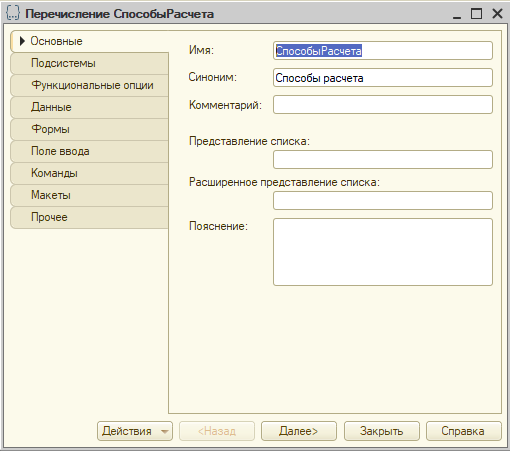 Перечисление СпособыРасчета
Основные
Подсистемы
Функциональные опции
Данные
Формы
Поле ввода
Команды
Макеты
Прочее
Имя:
СпособыРасчета
Синоним:
Способы расчета
Комментарий:
Представление списка:
Расширенное представление списка:
Пояснение:
Действия
<Назад
Далее>
Закрыть
Справка